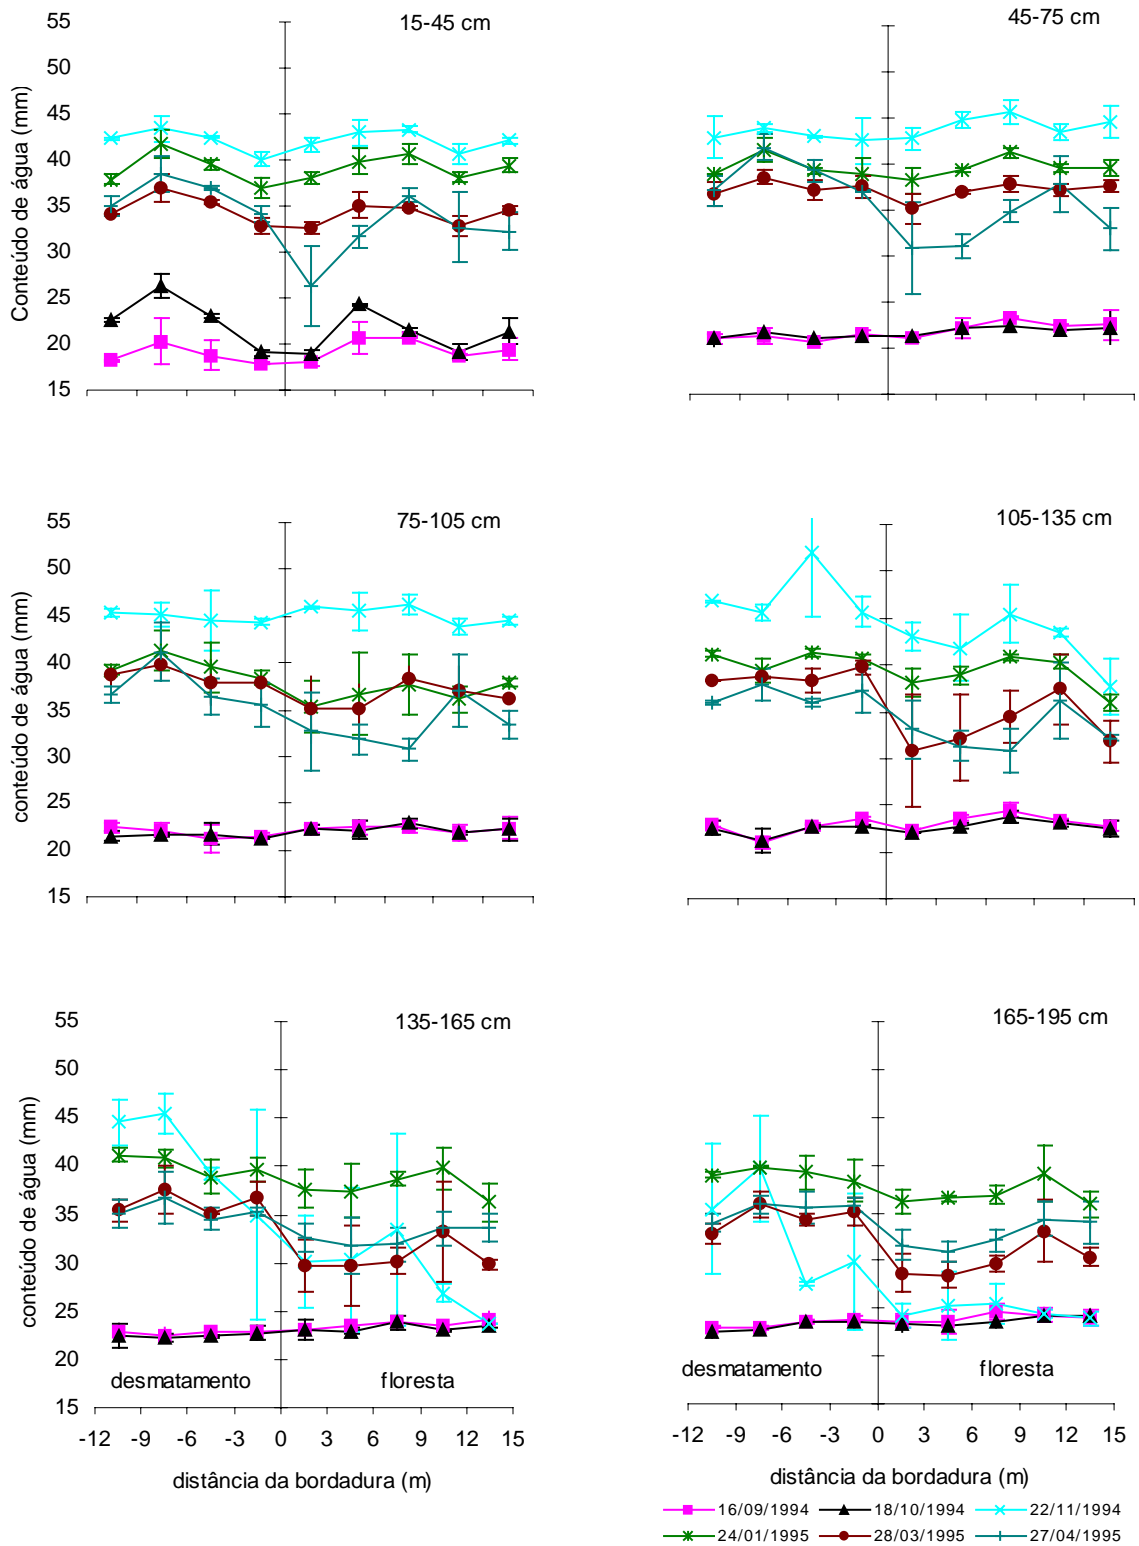 15-45 cm
45-75 cm
Conteúdo de água (mm)
55
50
45
40
35
30
25
20
15
75-105 cm
105-135 cm
conteúdo de água (mm)
55
50
45
40
35
30
25
20
15
135-165 cm
165-195 cm
conteúdo de água (mm)
55
50
45
40
35
30
25
20
15
desmatamento floresta
desmatamento floresta
-12 -9 -6 -3 0 3 6 9 12 15
-12 -9 -6 -3 0 3 6 9 12 15
distância da bordadura (m)
distância da bordadura (m)
16/09/1994 18/10/1994 22/11/1994
24/01/1995 28/03/1995 27/04/1995